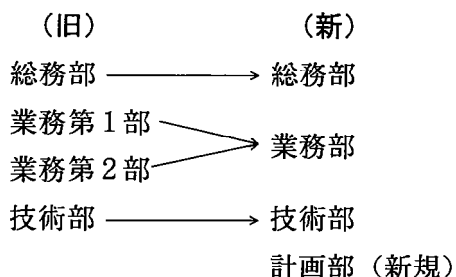 (旧) (新)
総務部 総務部
業務第1部
業務部
業務第2部
技術部 技術部
計画部(新規)